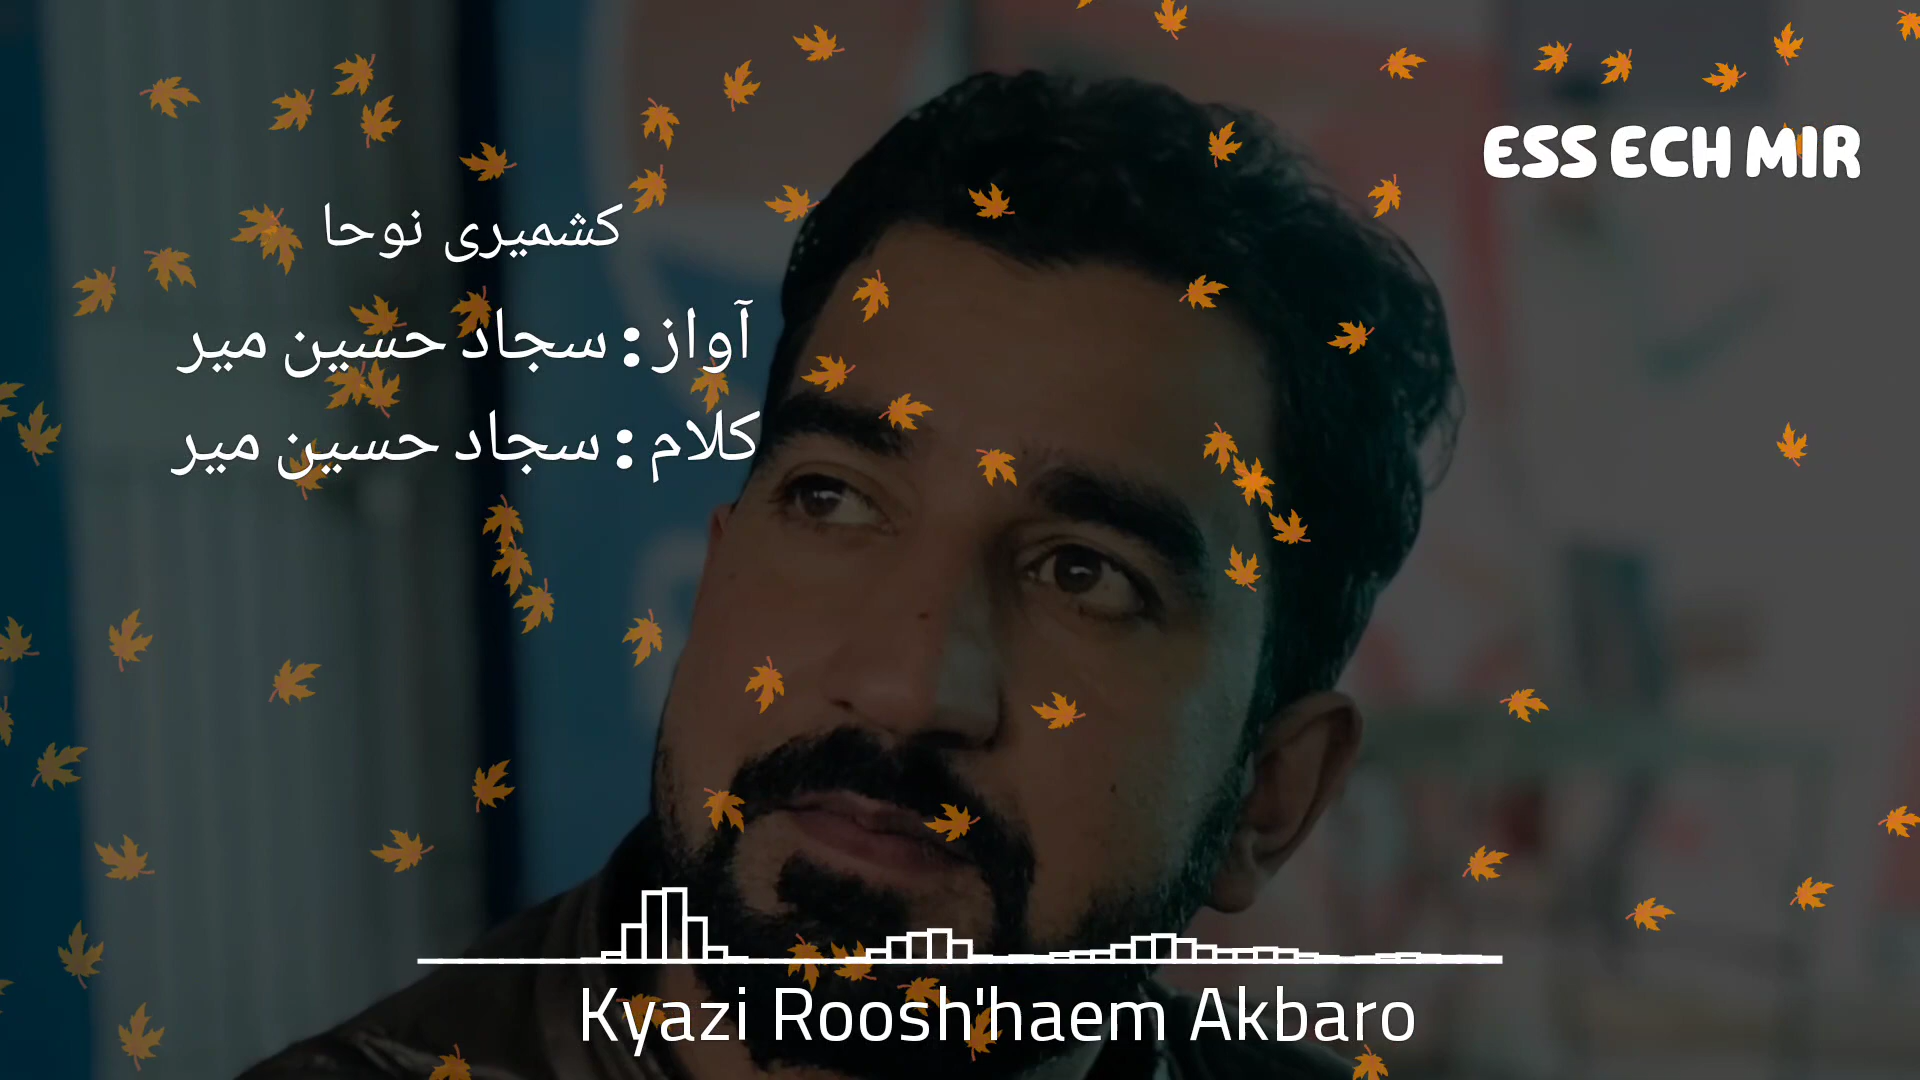 ESS ECH MIR
کشمیری نوحا
آواز : سجاد حسین میر
کلام : سجاد حسین میر
Kyazi Roosh'haem Akbaro